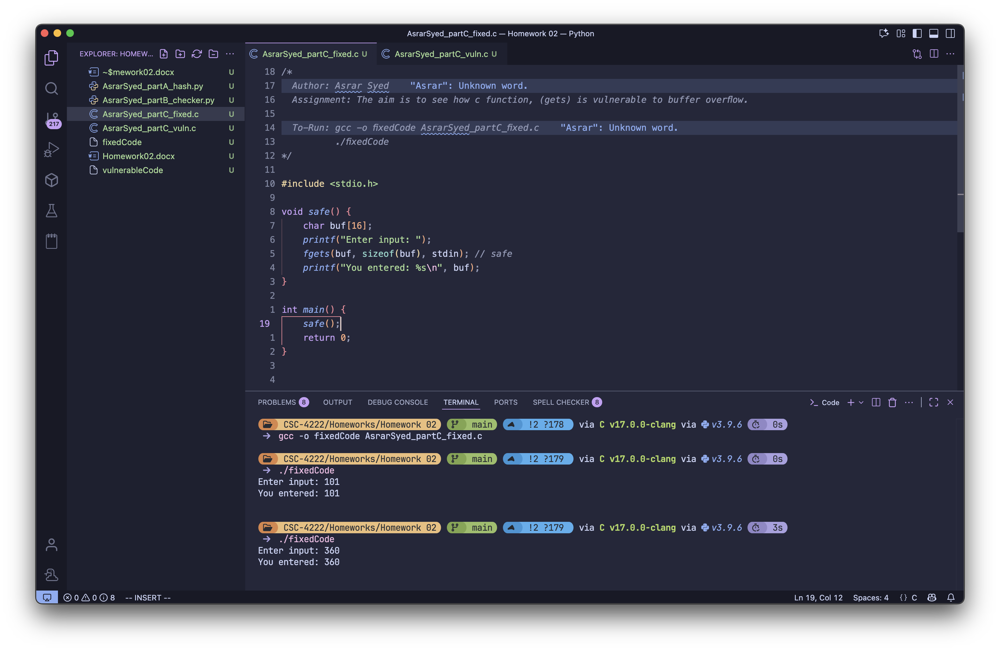 AsrarSyed_partC_fixed.c — Homework 02 — Python
EXPLORER: HOMEW...
~$mework02.docx U
AsrarSyed_partA_hash.py U
AsrarSyed_partB_checker.py U
AsrarSyed_partC_fixed.c U
AsrarSyed_partC_vuln.c U
fixedCode U
Homework02.docx U
vulnerableCode U
217
AsrarSyed_partC_fixed.c U
AsrarSyed_partC_vuln.c U
18 /*
17 Author: Asrar Syed "Asrar": Unknown word.
16 Assignment: The aim is to see how c function, (gets) is vulnerable to buffer overflow.
15
14 To-Run: gcc -o fixedCode AsrarSyed_partC_fixed.c "Asrar": Unknown word.
13 ./fixedCode
12 */
11
10 #include <stdio.h>
9
8 void safe() {
7 char buf[16];
6 printf("Enter input: ");
5 fgets(buf, sizeof(buf), stdin); // safe
4 printf("You entered: %s\n", buf);
3 }
2
1 int main() {
19 safe();
1 return 0;
2 }
3
4
PROBLEMS 8 OUTPUT DEBUG CONSOLE TERMINAL PORTS SPELL CHECKER 8
Code
CSC-4222/Homeworks/Homework 02 main !2 ?178 via C v17.0.0-clang via v3.9.6 0s
→ gcc -o fixedCode AsrarSyed_partC_fixed.c
CSC-4222/Homeworks/Homework 02 main !2 ?179 via C v17.0.0-clang via v3.9.6 0s
→ ./fixedCode
Enter input: 101
You entered: 101
CSC-4222/Homeworks/Homework 02 main !2 ?179 via C v17.0.0-clang via v3.9.6 3s
→ ./fixedCode
Enter input: 360
You entered: 360
0 0 8 -- INSERT --
Ln 19, Col 12 Spaces: 4 {} C